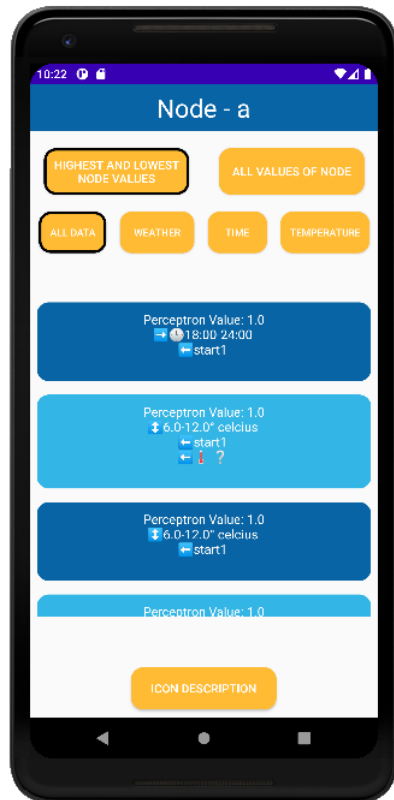 10:22
Node - a
HIGHEST AND LOWEST
NODE VALUES
ALL VALUES OF NODE
ALL DATA
WEATHER
TIME
TEMPERATURE
Perceptron Value: 1.0
➡️🕒18:00-24:00
⬅️start1
Perceptron Value: 1.0
↕️6.0-12.0° celcius
⬅️start1
⬅️🌡️❔
Perceptron Value: 1.0
↕️6.0-12.0° celcius
⬅️start1
Perceptron Value: 1.0
ICON DESCRIPTION